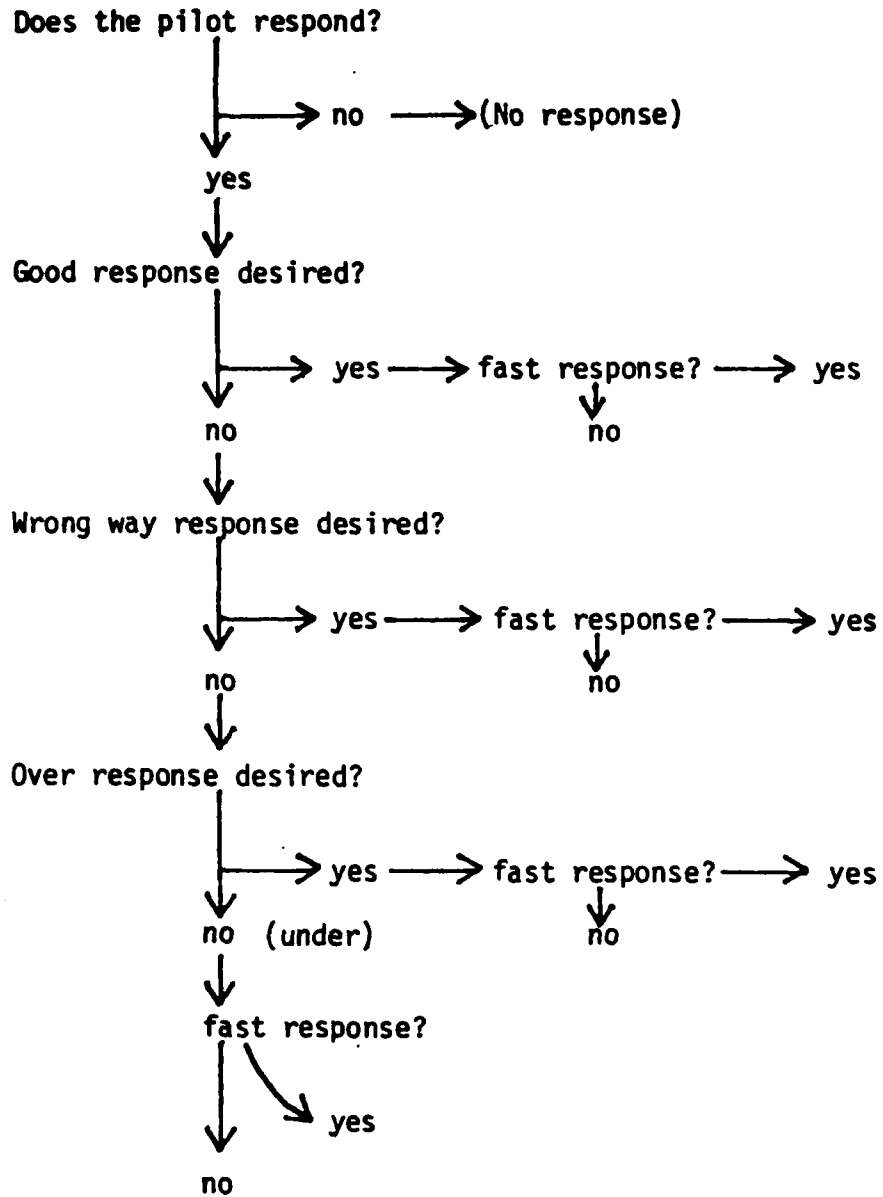 Does the pilot respond?
no (No response)
yes
Good response desired?
yes fast response? yes
no no
Wrong way response desired?
yes fast response? yes
no no
Over response desired?
yes fast response? yes
no (under) no
fast response?
yes
no